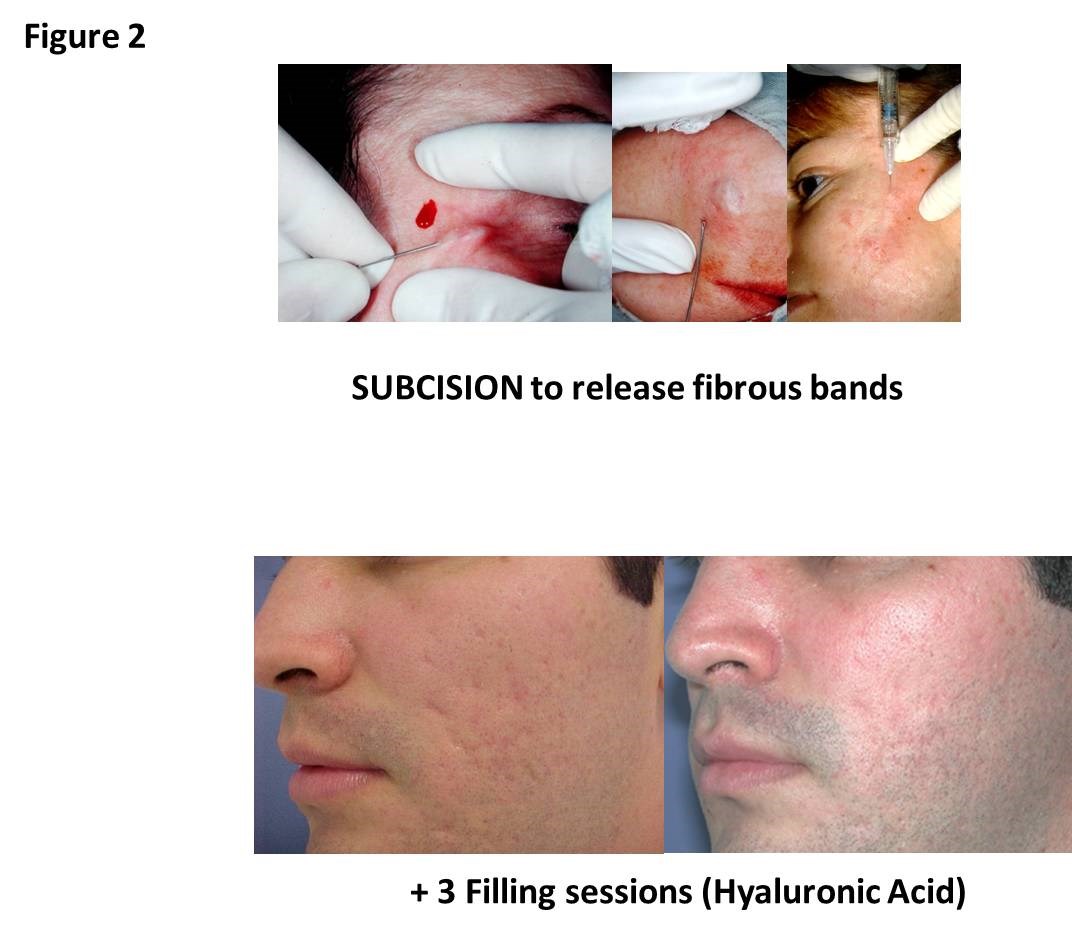 Figure 2
SUBCISION to release fibrous bands
+ 3 Filling sessions (Hyaluronic Acid)